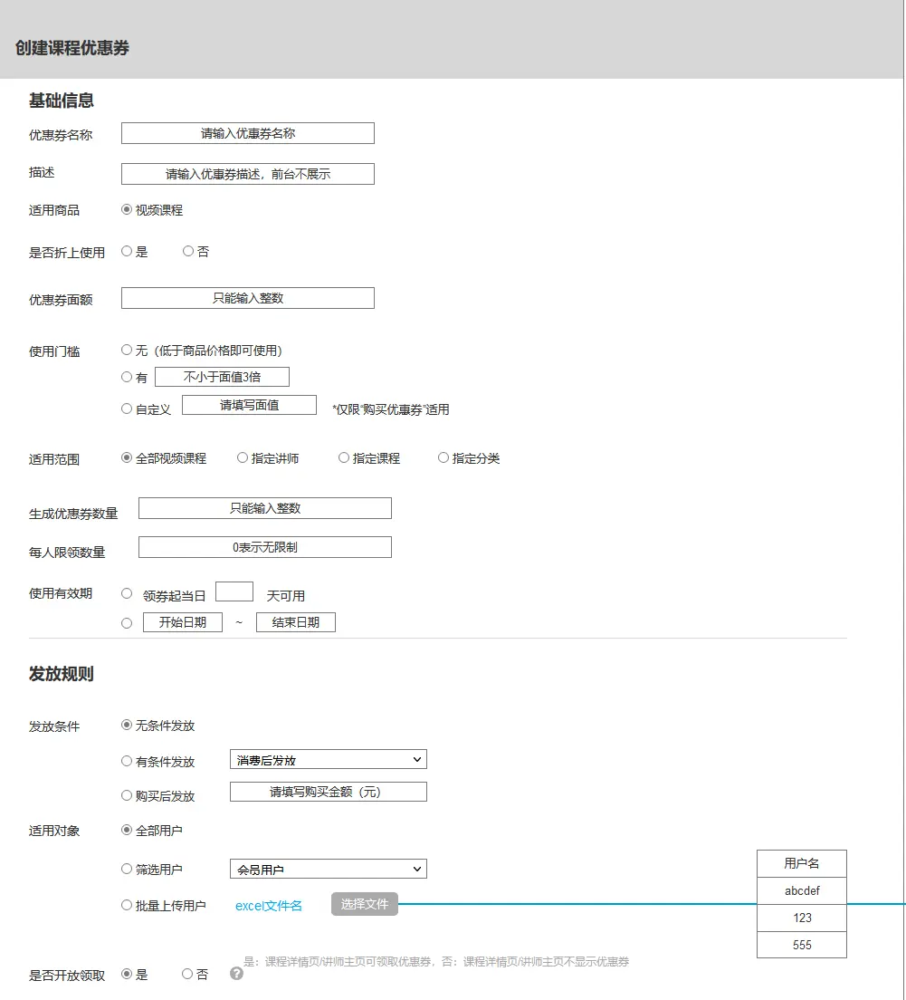 创建课程优惠券
基础信息
优惠券名称 请输入优惠券名称
描述 请输入优惠券描述，前台不展示
适用商品 视频课程
是否折上使用 是 否
优惠券面额 只能输入整数
使用门槛 无（低于商品价格即可使用）
有 不小于面值3倍
自定义 请填写面值 *仅限“购买优惠券”适用
适用范围 全部视频课程 指定讲师 指定课程 指定分类
生成优惠券数量 只能输入整数
每人限领数量 0表示无限制
使用有效期 领券起当日 天可用
开始日期 ~ 结束日期
发放规则
发放条件 无条件发放
有条件发放 消费后发放
购买后发放 请填写购买金额（元）
适用对象 全部用户
筛选用户 会员用户
批量上传用户 excel文件名 选择文件
用户名
abcdef
123
555
是：课程详情页/讲师主页可领取优惠券，否：课程详情页/讲师主页不显示优惠券
是否开放领取 是 否 ?